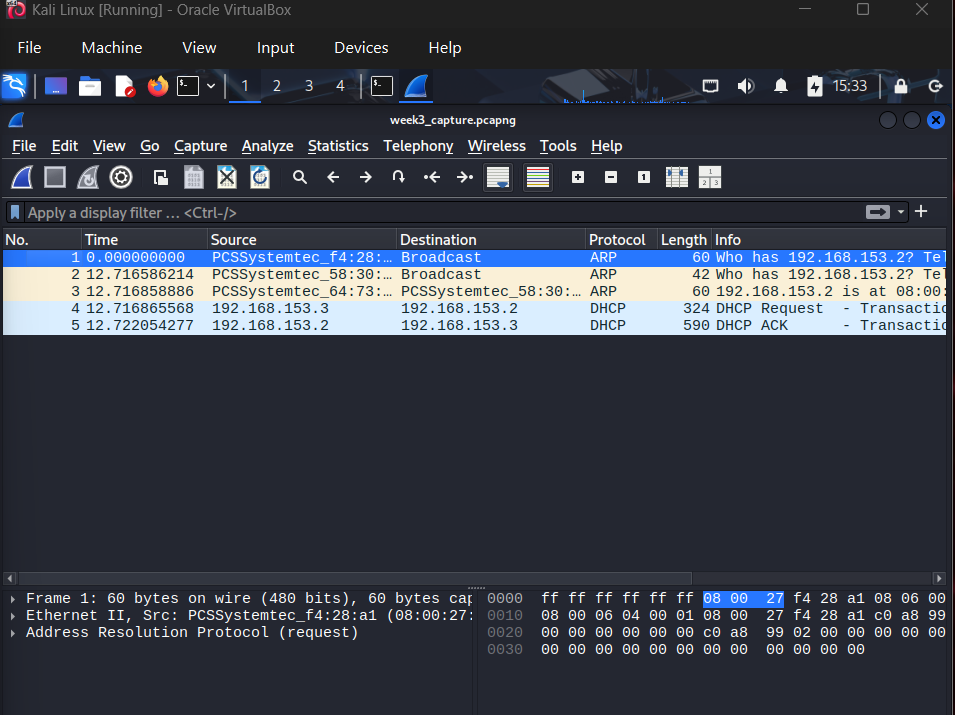 Kali Linux [Running] - Oracle VirtualBox
File Machine View Input Devices Help
1 2 3 4 15:33
week3_capture.pcapng
File Edit View Go Capture Analyze Statistics Telephony Wireless Tools Help
Apply a display filter … <Ctrl-/>
No. Time Source Destination Protocol Length Info
1 0.000000000 PCSSystemtec_f4:28:… Broadcast ARP 60 Who has 192.168.153.2? Tel
2 12.716586214 PCSSystemtec_58:30:… Broadcast ARP 42 Who has 192.168.153.2? Tel
3 12.716858886 PCSSystemtec_64:73:… PCSSystemtec_58:30:… ARP 60 192.168.153.2 is at 08:00:
4 12.716865568 192.168.153.3 192.168.153.2 DHCP 324 DHCP Request - Transactio
5 12.722054277 192.168.153.2 192.168.153.3 DHCP 590 DHCP ACK - Transactio
Frame 1: 60 bytes on wire (480 bits), 60 bytes cap
Ethernet II, Src: PCSSystemtec_f4:28:a1 (08:00:27:
Address Resolution Protocol (request)
0000 ff ff ff ff ff ff 08 00 27 f4 28 a1 08 06 00
0010 08 00 06 04 00 01 08 00 27 f4 28 a1 c0 a8 99
0020 00 00 00 00 00 00 c0 a8 99 02 00 00 00 00 00
0030 00 00 00 00 00 00 00 00 00 00 00 00